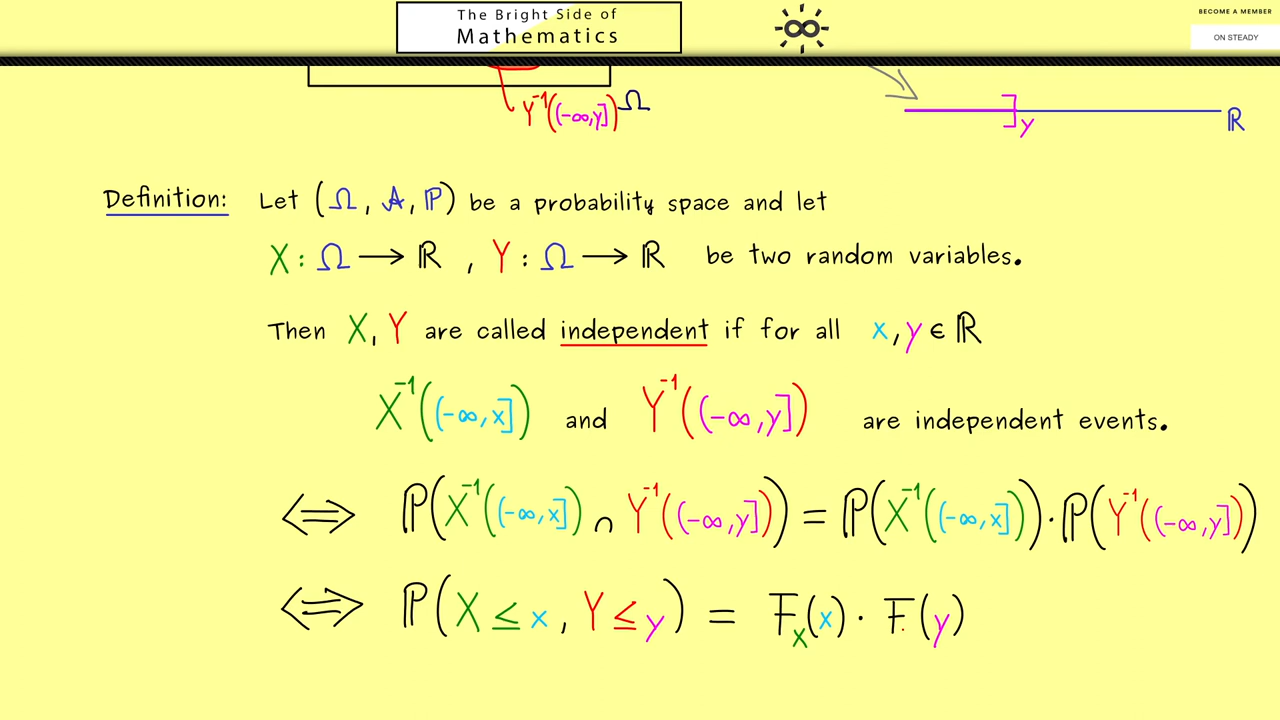 The Bright Side of
Mathematics
BECOME A MEMBER
ON STEADY
Y⁻¹((-∞,y]) Ω
y
ℝ
Definition: Let (Ω, A, ℙ) be a probability space and let
X : Ω ⟶ ℝ , Y : Ω ⟶ ℝ be two random variables.
Then X, Y are called independent if for all x, y ∈ ℝ
X⁻¹((-∞,x]) and Y⁻¹((-∞,y]) are independent events.
⟺ ℙ(X⁻¹((-∞,x]) ∩ Y⁻¹((-∞,y])) = ℙ(X⁻¹((-∞,x])) · ℙ(Y⁻¹((-∞,y]))
⟺ ℙ(X ≤ x, Y ≤ y) = F_X(x) · F(y)